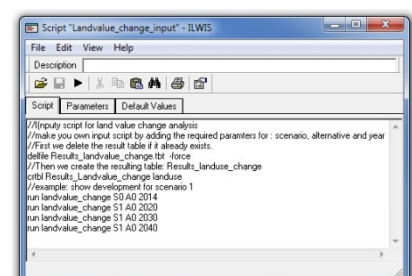 Script "Landvalue_change_input" - ILWIS
File Edit View Help
Description
Script Parameters Default Values
//I(nputy script for land value change analysis
//make you own input script by adding the required paramters for : scenario, alternative and year
//First we delete the result table if it already exists.
delfile Results_landvalue_change.tbt -force
//Then we create the resulting table: Results_landuse_change
crtbl Results_Landvalue_change landuse
//example: show development for scenario 1
run landvalue_change S0 A0 2014
run landvalue_change S1 A0 2020
run landvalue_change S1 A0 2030
run landvalue_change S1 A0 2040